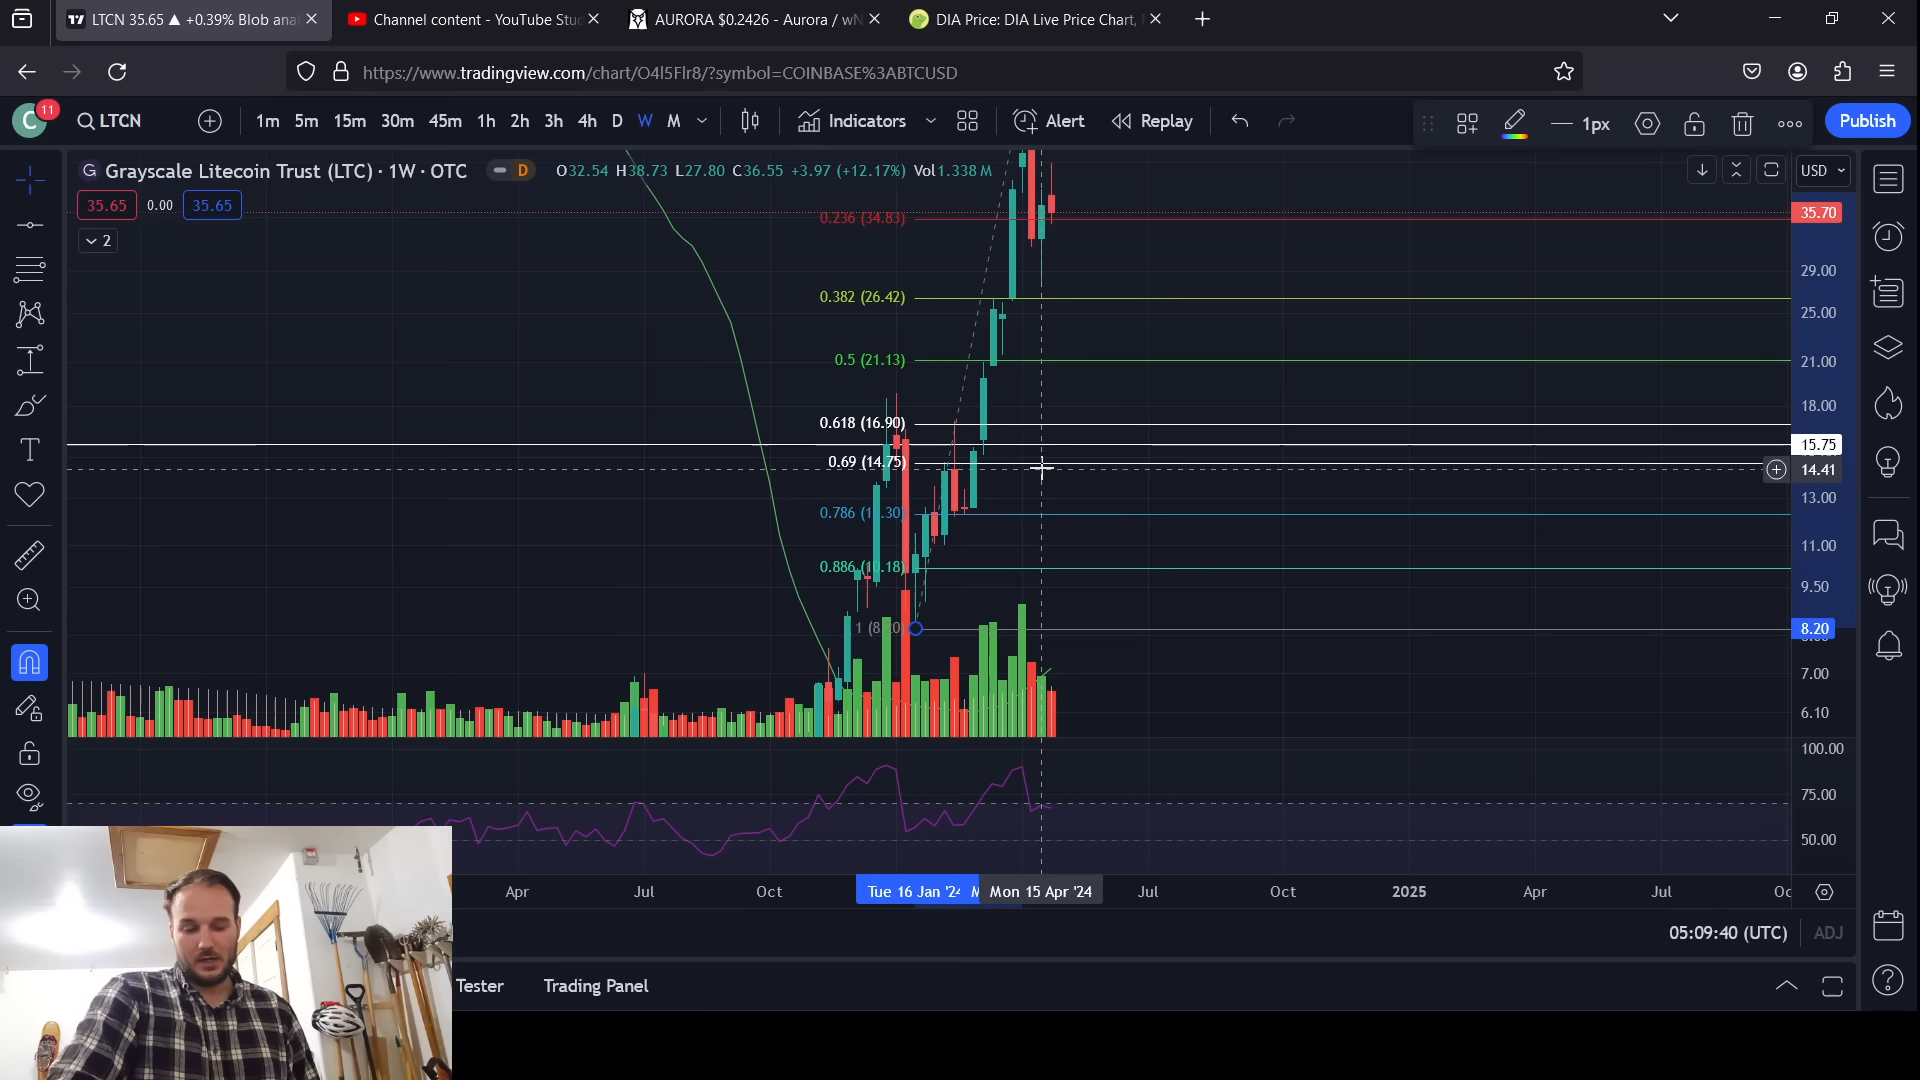 LTCN 35.65 ▲ +0.39% Blob ana
Channel content - YouTube Stu
AURORA $0.2426 - Aurora / wN
DIA Price: DIA Live Price Chart,
https://www.tradingview.com/chart/O4l5Flr8/?symbol=COINBASE%3ABTCUSD
C 11 LTCN 1m 5m 15m 30m 45m 1h 2h 3h 4h D W M Indicators Alert Replay 1px Publish
G Grayscale Litecoin Trust (LTC) · 1W · OTC D O32.54 H38.73 L27.80 C36.55 +3.97 (+12.17%) Vol1.338 M USD
35.65 0.00 35.65
35.70
0.236 (34.83)
2
29.00
0.382 (26.42)
25.00
0.5 (21.13)
21.00
18.00
0.618 (16.90)
15.75
0.69 (14.75)
14.41
13.00
0.786
11.00
0.886
9.50
8.20
7.00
6.10
100.00
75.00
50.00
Apr Jul Oct Tue 16 Jan '24 Mon 15 Apr '24 Jul Oct 2025 Apr Jul
05:09:40 (UTC) ADJ
Tester Trading Panel